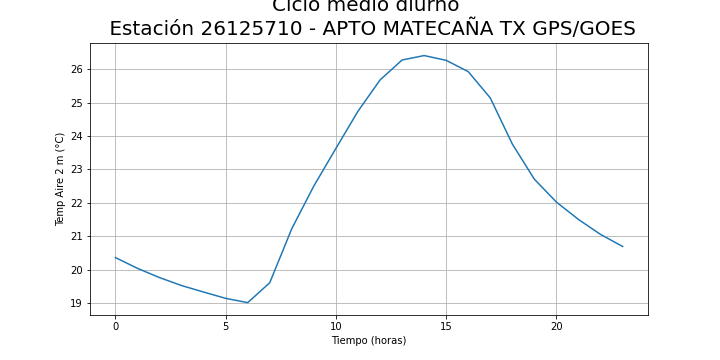 Ciclo medio diurno
Estación 26125710 - APTO MATECAÑA TX GPS/GOES
26
25
24
23
22
21
20
19
Temp Aire 2 m (°C)
0 5 10 15 20
Tiempo (horas)